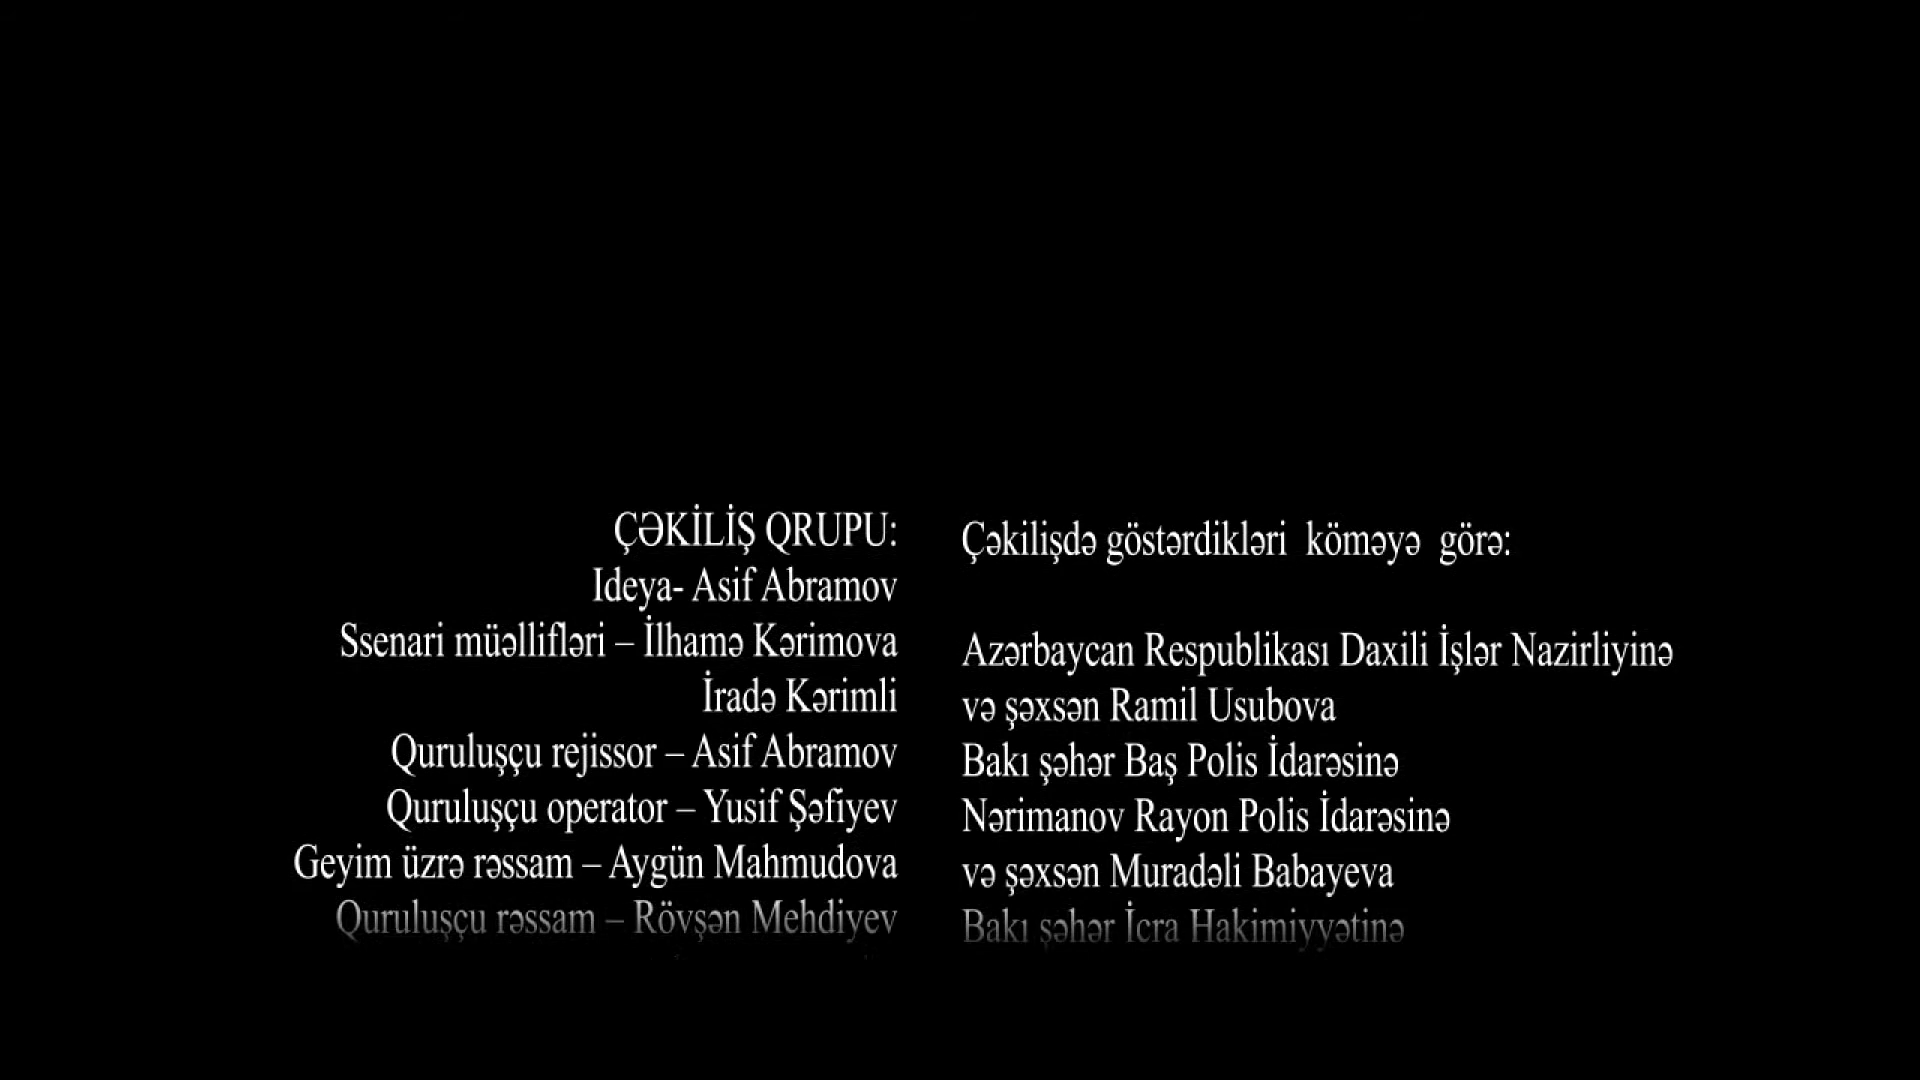 ÇƏKİLİŞ QRUPU:
Ideya- Asif Abramov
Ssenari müəllifləri – İlhamə Kərimova
İradə Kərimli
Quruluşçu rejissor – Asif Abramov
Quruluşçu operator – Yusif Şəfiyev
Geyim üzrə rəssam – Aygün Mahmudova
Quruluşçu rəssam – Rövşən Mehdiyev
Çəkilişdə göstərdikləri köməyə görə:
Azərbaycan Respublikası Daxili İşlər Nazirliyinə
və şəxsən Ramil Usubova
Bakı şəhər Baş Polis İdarəsinə
Nərimanov Rayon Polis İdarəsinə
və şəxsən Muradəli Babayeva
Bakı şəhər İcra Hakimiyyətinə